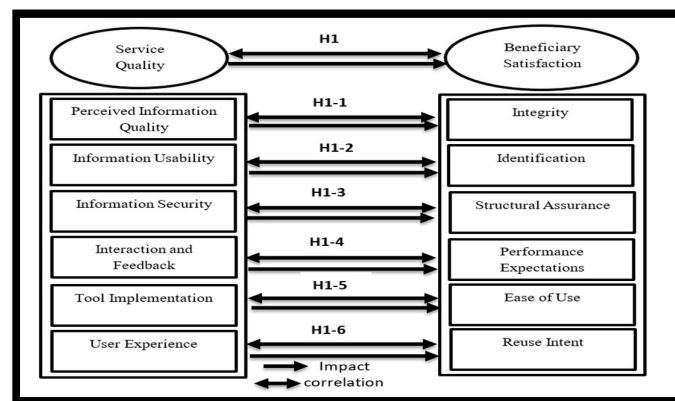 H1
Service
Quality
Beneficiary
Satisfaction
Perceived Information
Quality
H1-1
Integrity
Information Usability
H1-2
Identification
Information Security
H1-3
Structural Assurance
Interaction and
Feedback
H1-4
Performance
Expectations
Tool Implementation
H1-5
Ease of Use
User Experience
H1-6
Reuse Intent
Impact
correlation